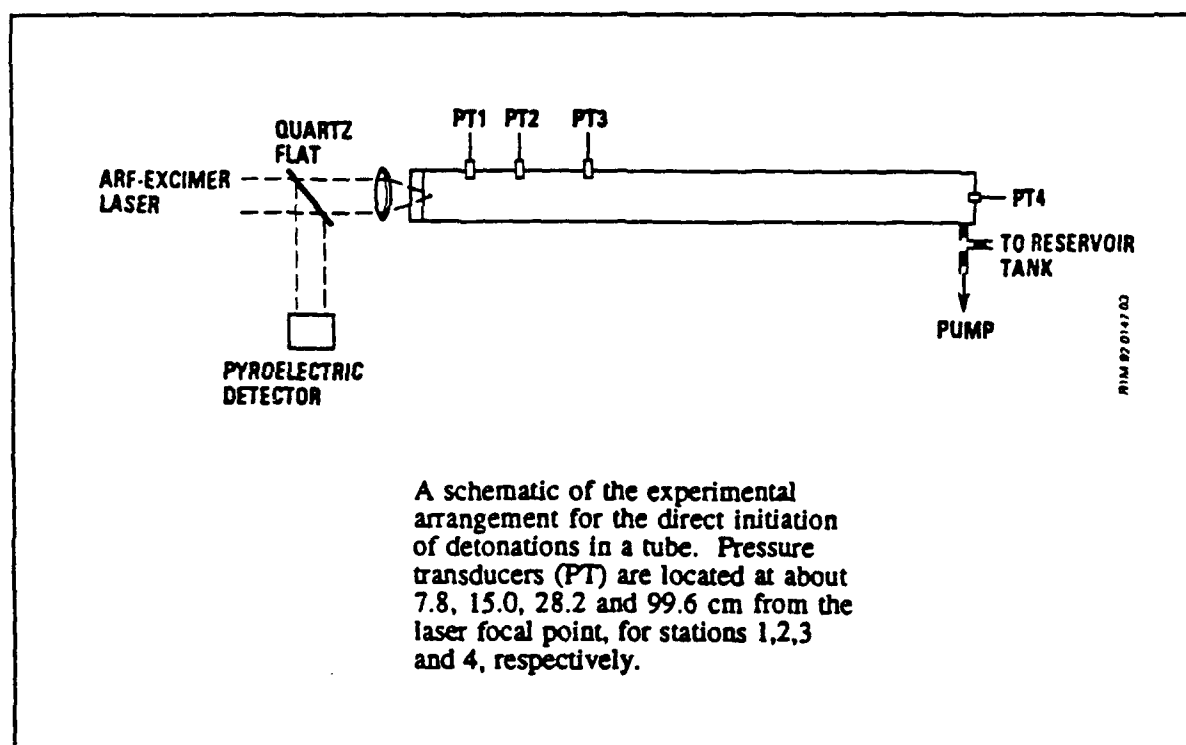 PT1 PT2 PT3
QUARTZ
FLAT
ARF-EXCIMER
LASER
PT4
TO RESERVOIR
TANK
PUMP
PYROELECTRIC
DETECTOR
A schematic of the experimental
arrangement for the direct initiation
of detonations in a tube. Pressure
transducers (PT) are located at about
7.8, 15.0, 28.2 and 99.6 cm from the
laser focal point, for stations 1,2,3
and 4, respectively.